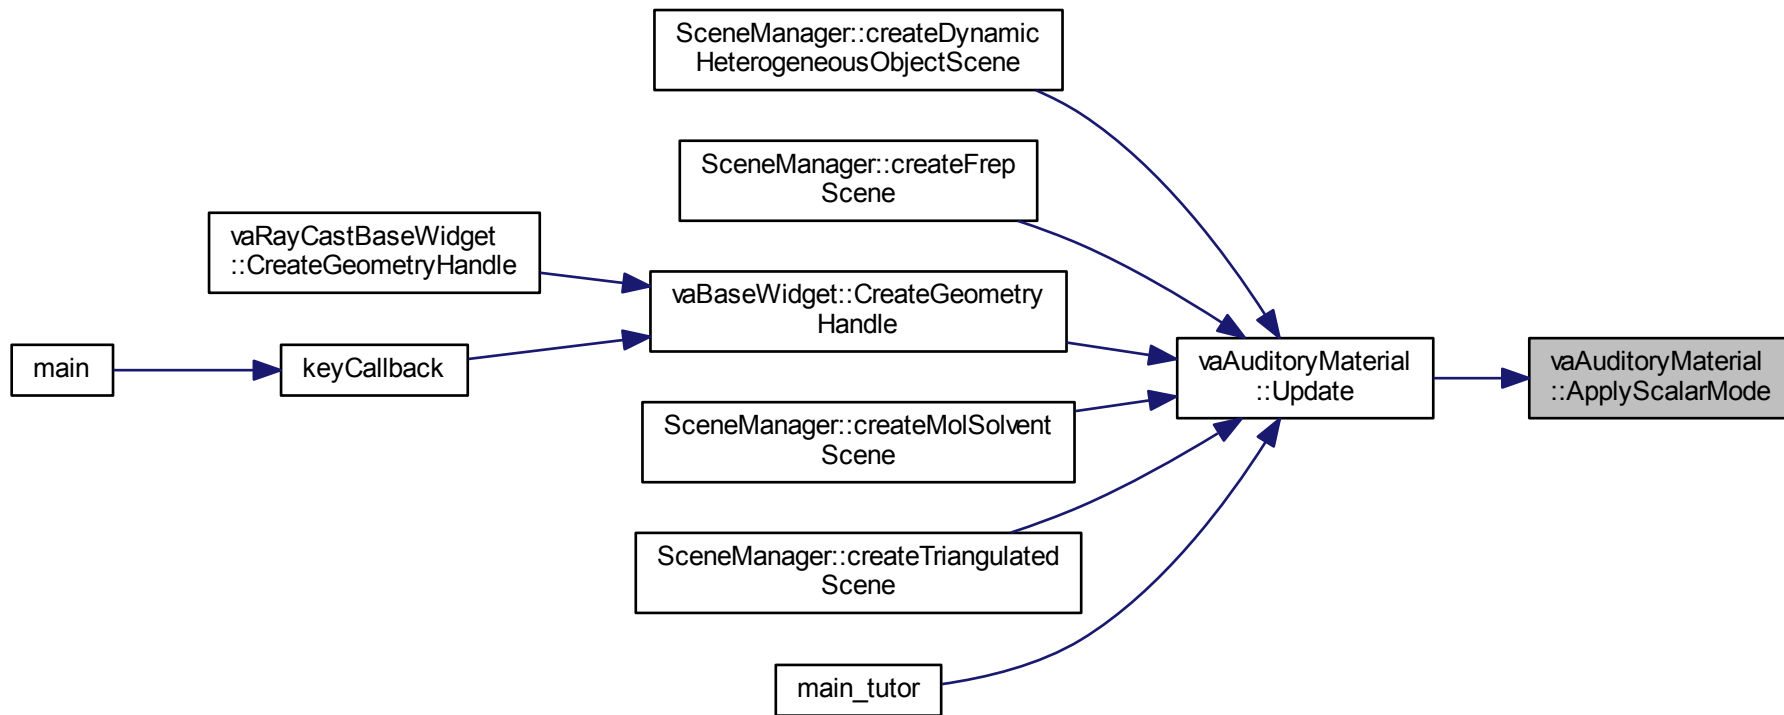 SceneManager::createDynamic
HeterogeneousObjectScene
SceneManager::createFrep
Scene
vaRayCastBaseWidget
::CreateGeometryHandle
vaBaseWidget::CreateGeometry
Handle
main
keyCallback
vaAuditoryMaterial
::Update
vaAuditoryMaterial
::ApplyScalarMode
SceneManager::createMolSolvent
Scene
SceneManager::createTriangulated
Scene
main_tutor